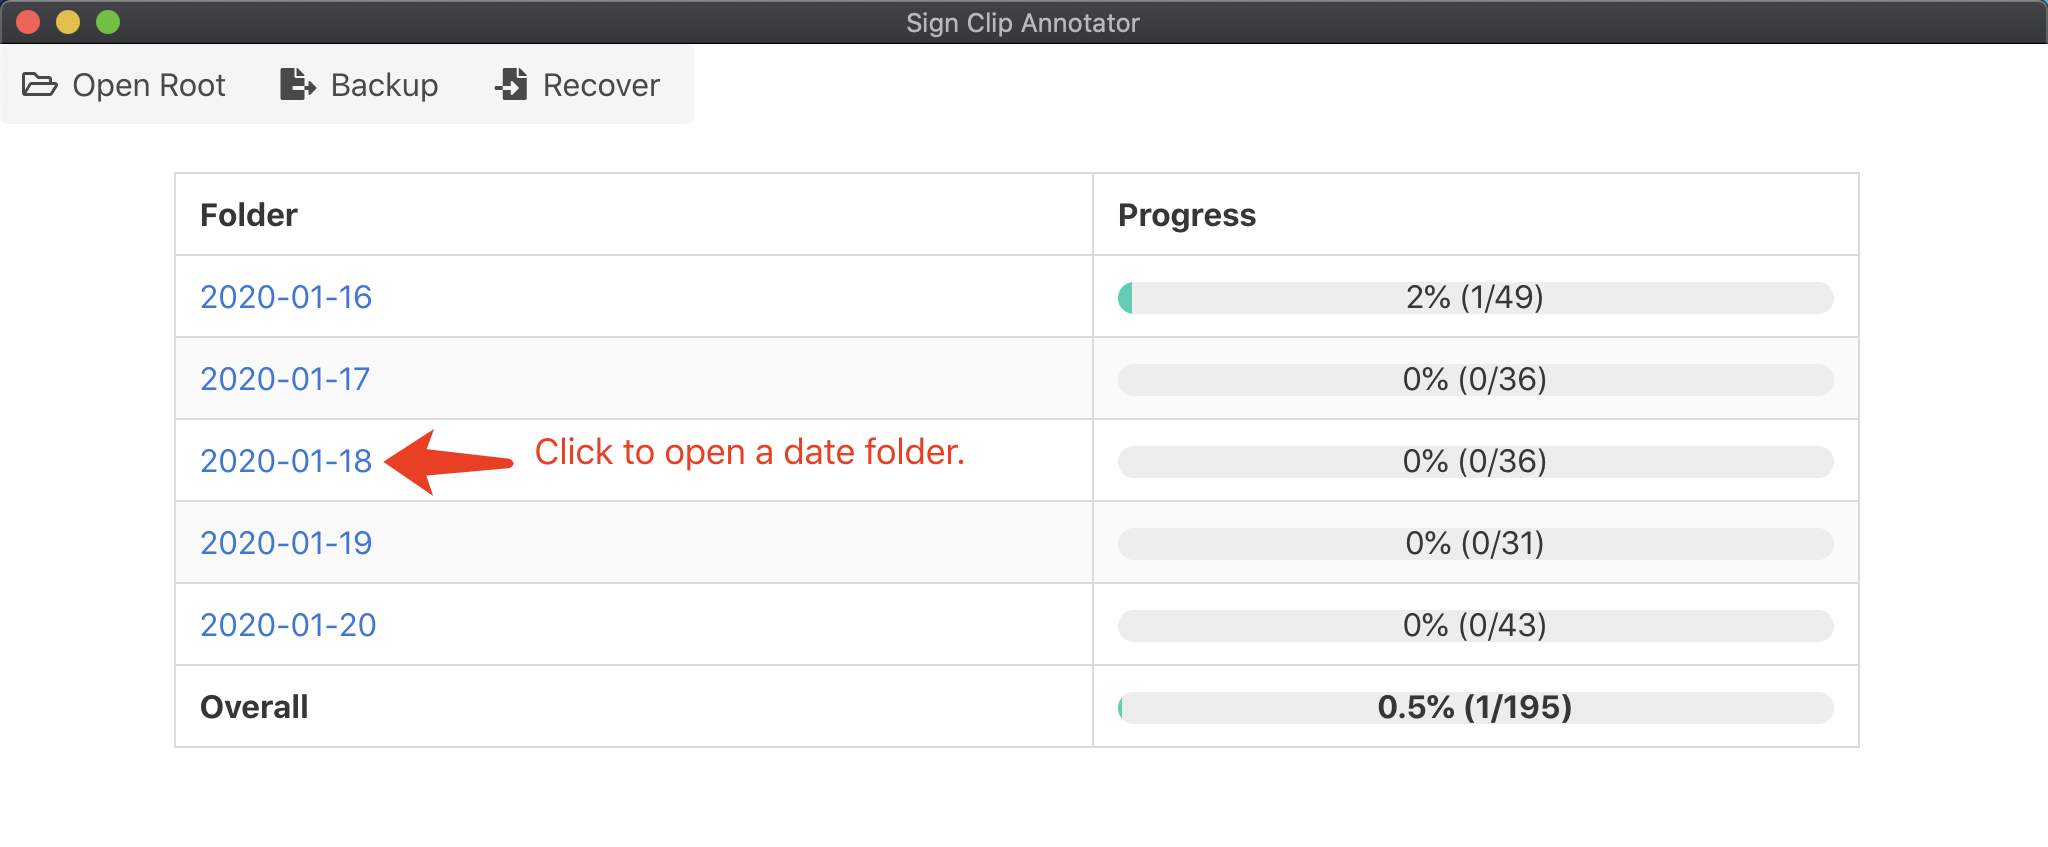 Sign Clip Annotator
Open Root Backup Recover
Folder Progress
2020-01-16 2% (1/49)
2020-01-17 0% (0/36)
2020-01-18 Click to open a date folder. 0% (0/36)
2020-01-19 0% (0/31)
2020-01-20 0% (0/43)
Overall 0.5% (1/195)